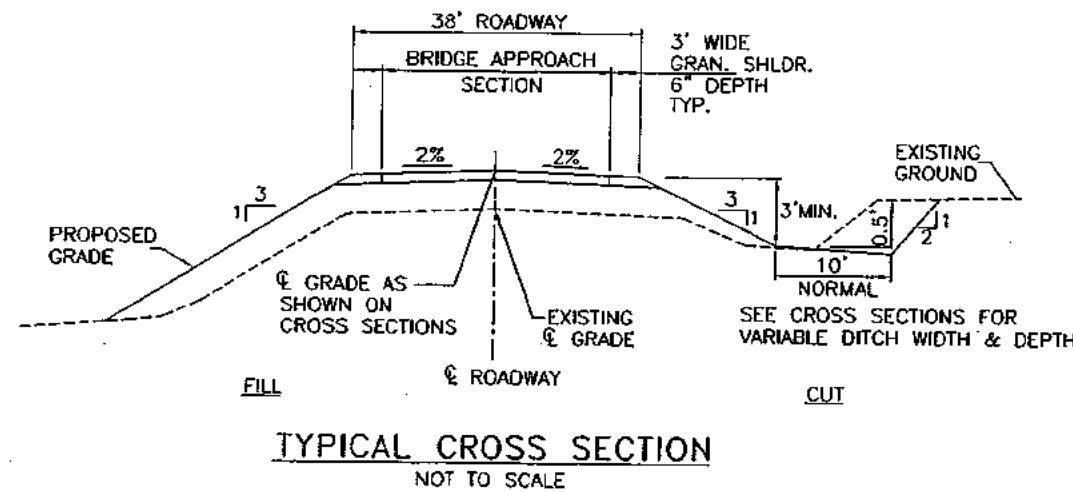 38' ROADWAY
BRIDGE APPROACH
SECTION
3' WIDE
GRAN. SHLDR.
6" DEPTH
TYP.
2%
2%
EXISTING
GROUND
3
1
3
1
3'MIN.
0.5'
1
2
PROPOSED
GRADE
10'
NORMAL
℄ GRADE AS
SHOWN ON
CROSS SECTIONS
EXISTING
℄ GRADE
SEE CROSS SECTIONS FOR
VARIABLE DITCH WIDTH & DEPTH
℄ ROADWAY
FILL
CUT
TYPICAL CROSS SECTION
NOT TO SCALE